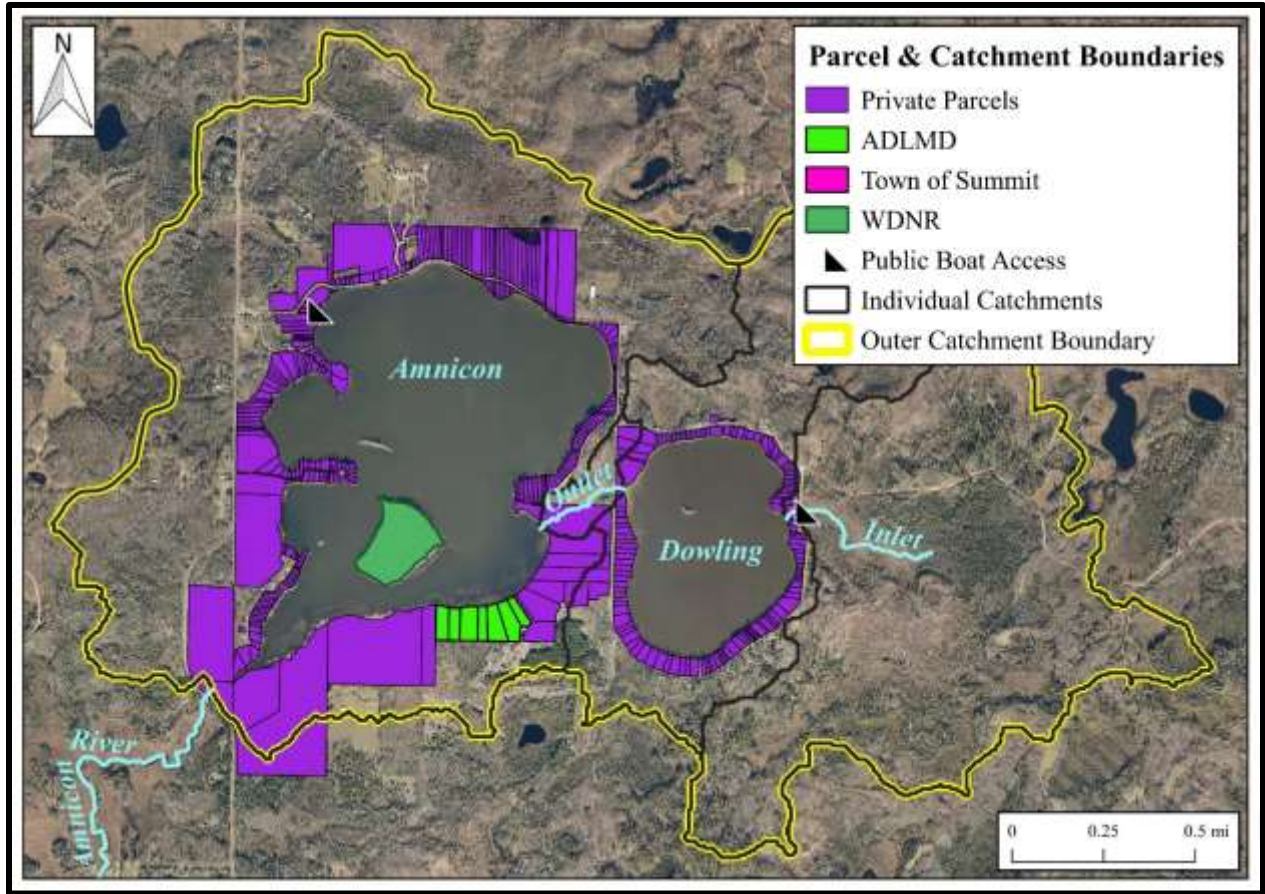 N
Parcel & Catchment Boundaries
Private Parcels
ADLMD
Town of Summit
WDNR
Public Boat Access
Individual Catchments
Outer Catchment Boundary
Amnicon
Outlet
Dowling
Inlet
Amnicon River
0 0.25 0.5 mi